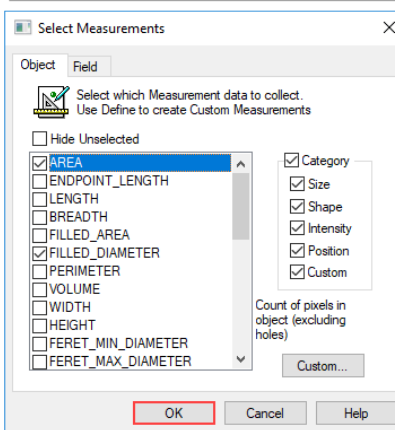 Select Measurements
Object Field
Select which Measurement data to collect.
Use Define to create Custom Measurements
Hide Unselected
AREA
ENDPOINT_LENGTH
LENGTH
BREADTH
FILLED_AREA
FILLED_DIAMETER
PERIMETER
VOLUME
WIDTH
HEIGHT
FERET_MIN_DIAMETER
FERET_MAX_DIAMETER
Category
Size
Shape
Intensity
Position
Custom
Count of pixels in
object (excluding
holes)
Custom...
OK Cancel Help